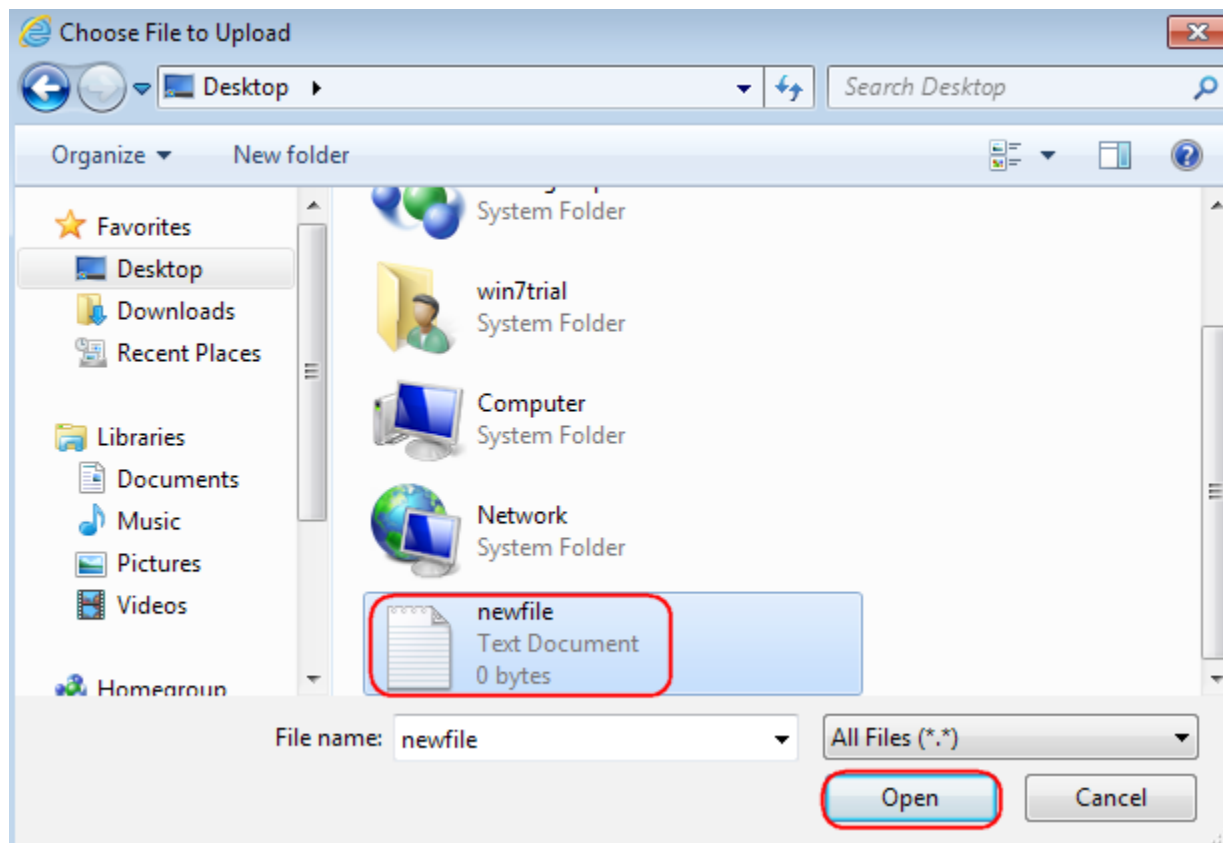 Choose File to Upload
Desktop
Search Desktop
Organize New folder
Favorites
Desktop
Downloads
Recent Places
Libraries
Documents
Music
Pictures
Videos
Homegroup
System Folder
win7trial
System Folder
Computer
System Folder
Network
System Folder
newfile
Text Document
0 bytes
File name: newfile All Files (*.*)
Open Cancel